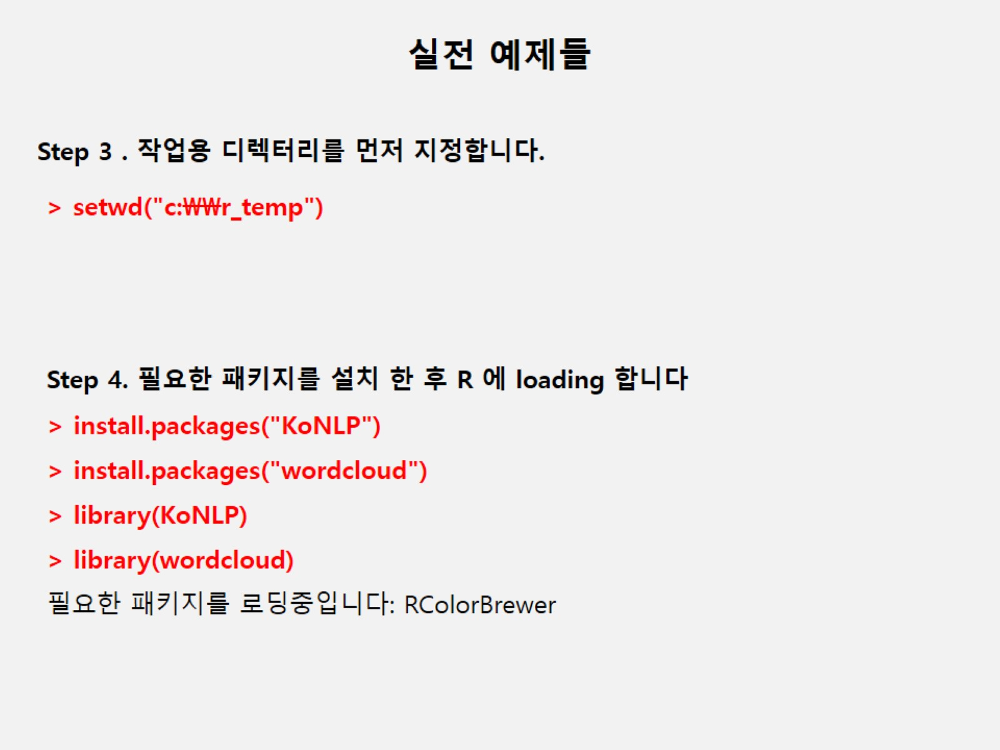 실전 예제들
Step 3 . 작업용 디렉터리를 먼저 지정합니다.
> setwd("c:₩₩r_temp")
Step 4. 필요한 패키지를 설치 한 후 R 에 loading 합니다
> install.packages("KoNLP")
> install.packages("wordcloud")
> library(KoNLP)
> library(wordcloud)
필요한 패키지를 로딩중입니다: RColorBrewer